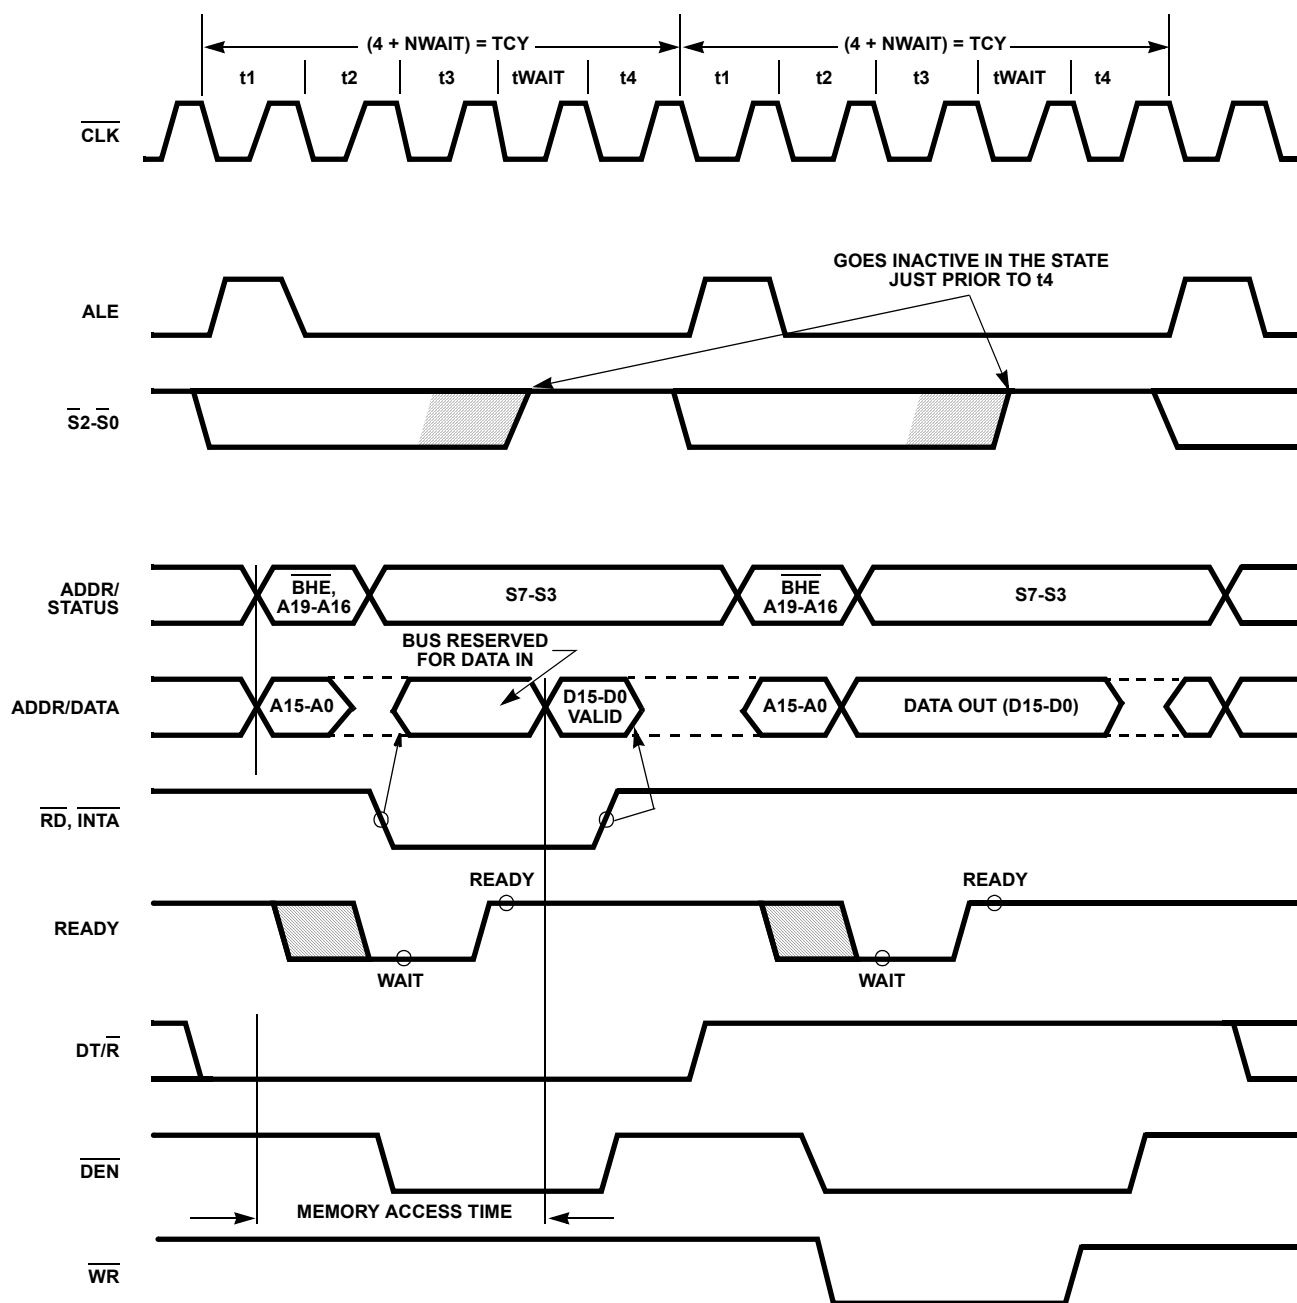 (4 + NWAIT) = TCY (4 + NWAIT) = TCY
t1 t2 t3 tWAIT t4 t1 t2 t3 tWAIT t4
CLK
GOES INACTIVE IN THE STATE
JUST PRIOR TO t4
ALE
S2-S0
ADDR/
STATUS
BHE,
A19-A16
S7-S3
BHE
A19-A16
S7-S3
BUS RESERVED
FOR DATA IN
ADDR/DATA
A15-A0
D15-D0
VALID
A15-A0
DATA OUT (D15-D0)
RD, INTA
READY
READY
READY
WAIT
WAIT
DT/R
DEN
MEMORY ACCESS TIME
WR